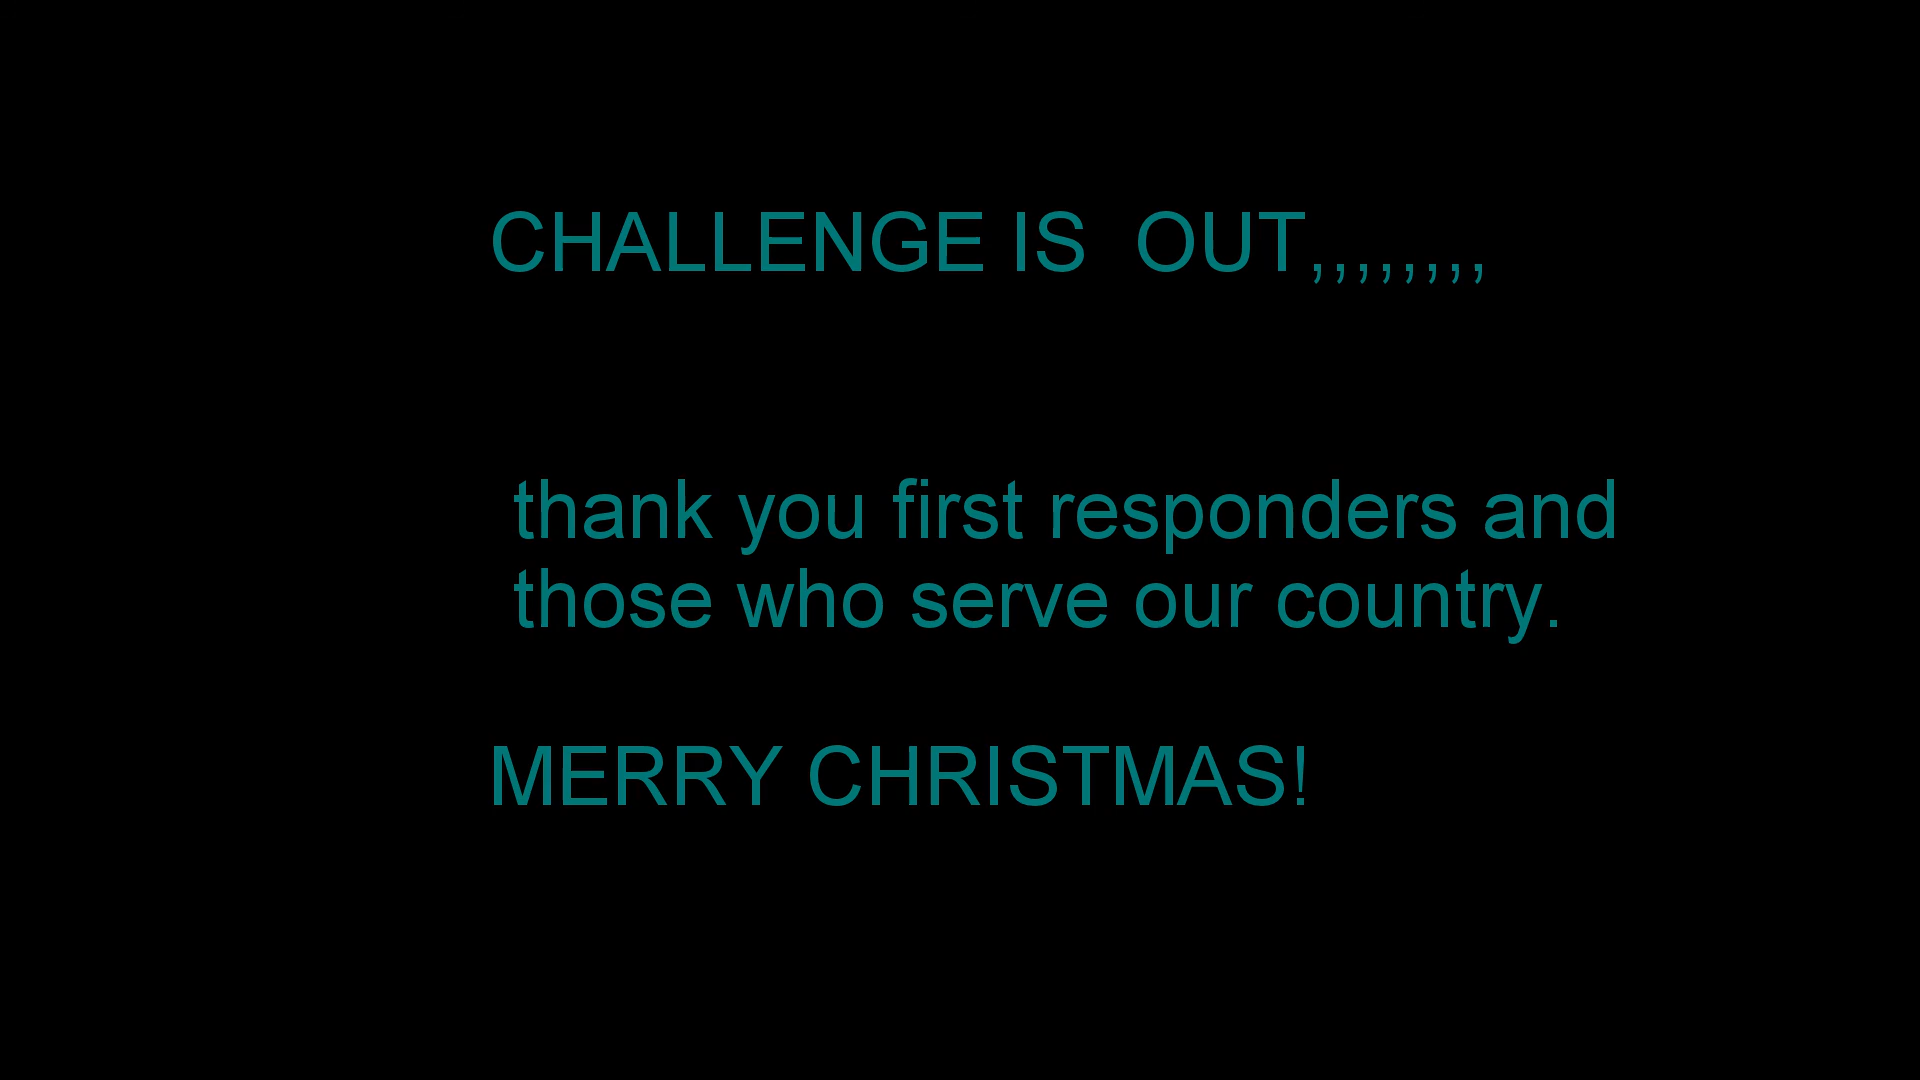 CHALLENGE IS  OUT,,,,,,,,
thank you first responders and
those who serve our country.
MERRY CHRISTMAS!